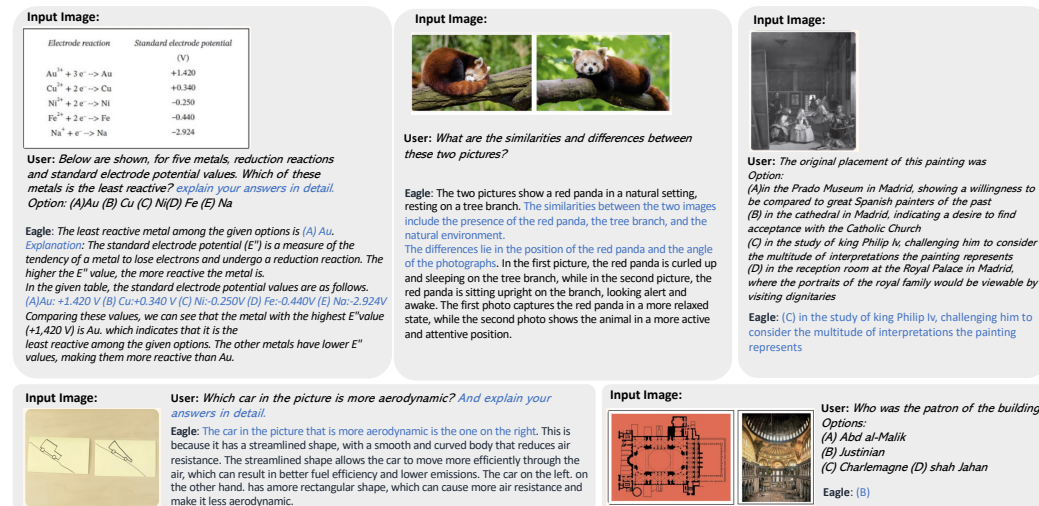 Input Image:
Electrode reaction Standard electrode potential
(V)
Au³⁺ + 3 e⁻ --> Au +1.420
Cu²⁺ + 2 e⁻ --> Cu +0.340
Ni²⁺ + 2 e⁻ --> Ni −0.250
Fe²⁺ + 2 e⁻ --> Fe −0.440
Na⁺ + e⁻ --> Na −2.924
User: Below are shown, for five metals, reduction reactions
and standard electrode potential values. Which of these
metals is the least reactive? explain your answers in detail.
Option: (A)Au (B) Cu (C) Ni(D) Fe (E) Na
Eagle: The least reactive metal among the given options is (A) Au.
Explanation: The standard electrode potential (E") is a measure of the
tendency of a metal to lose electrons and undergo a reduction reaction. The
higher the E" value, the more reactive the metal is.
In the given table, the standard electrode potential values are as follows.
(A)Au: +1.420 V (B) Cu:+0.340 V (C) Ni:-0.250V (D) Fe:-0.440V (E) Na:-2.924V
Comparing these values, we can see that the metal with the highest E"value
(+1,420 V) is Au. which indicates that it is the
least reactive among the given options. The other metals have lower E"
values, making them more reactive than Au.
Input Image:
User: What are the similarities and differences between
these two pictures?
Eagle: The two pictures show a red panda in a natural setting,
resting on a tree branch. The similarities between the two images
include the presence of the red panda, the tree branch, and the
natural environment.
The differences lie in the position of the red panda and the angle
of the photographs. In the first picture, the red panda is curled up
and sleeping on the tree branch, while in the second picture, the
red panda is sitting upright on the branch, looking alert and
awake. The first photo captures the red panda in a more relaxed
state, while the second photo shows the animal in a more active
and attentive position.
Input Image:
User: The original placement of this painting was
Option:
(A)in the Prado Museum in Madrid, showing a willingness to
be compared to great Spanish painters of the past
(B) in the cathedral in Madrid, indicating a desire to find
acceptance with the Catholic Church
(C) in the study of king Philip Iv, challenging him to consider
the multitude of interpretations the painting represents
(D) in the reception room at the Royal Palace in Madrid,
where the portraits of the royal family would be viewable by
visiting dignitaries
Eagle: (C) in the study of king Philip Iv, challenging him to
consider the multitude of interpretations the painting
represents
Input Image:
User: Which car in the picture is more aerodynamic? And explain your
answers in detail.
Eagle: The car in the picture that is more aerodynamic is the one on the right. This is
because it has a streamlined shape, with a smooth and curved body that reduces air
resistance. The streamlined shape allows the car to move more efficiently through the
air, which can result in better fuel efficiency and lower emissions. The car on the left. on
the other hand. has amore rectangular shape, which can cause more air resistance and
make it less aerodynamic.
Input Image:
User: Who was the patron of the building
Options:
(A) Abd al-Malik
(B) Justinian
(C) Charlemagne (D) shah Jahan
Eagle: (B)